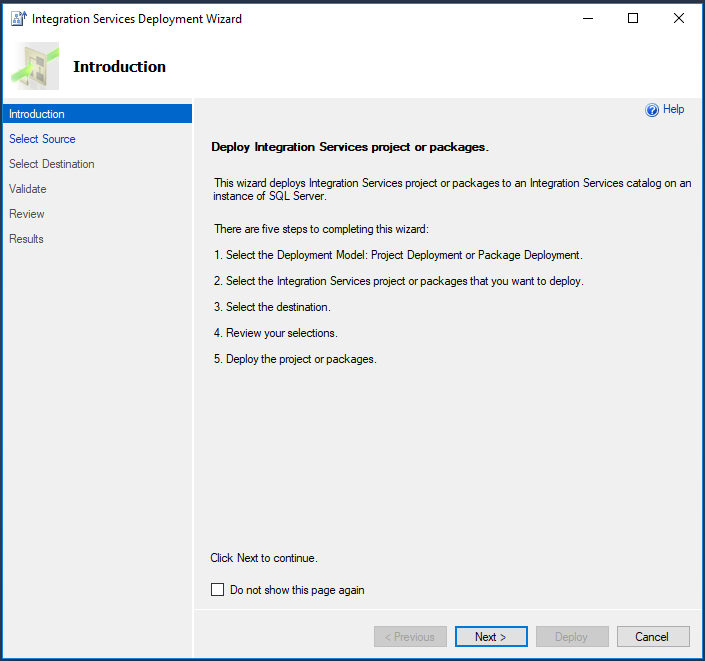 Integration Services Deployment Wizard
Introduction
Introduction
Select Source
Select Destination
Validate
Review
Results
Help
Deploy Integration Services project or packages.
This wizard deploys Integration Services project or packages to an Integration Services catalog on an
instance of SQL Server.
There are five steps to completing this wizard:
1. Select the Deployment Model: Project Deployment or Package Deployment.
2. Select the Integration Services project or packages that you want to deploy.
3. Select the destination.
4. Review your selections.
5. Deploy the project or packages.
Click Next to continue.
Do not show this page again
< Previous
Next >
Deploy
Cancel